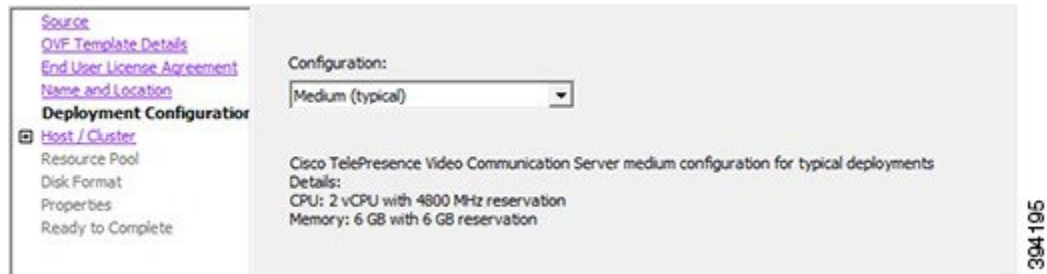 Source
OVF Template Details
End User License Agreement
Name and Location
Deployment Configuration
Host / Cluster
Resource Pool
Disk Format
Properties
Ready to Complete
Configuration:
Medium (typical)
Cisco TelePresence Video Communication Server medium configuration for typical deployments
Details:
CPU: 2 vCPU with 4800 MHz reservation
Memory: 6 GB with 6 GB reservation
394195